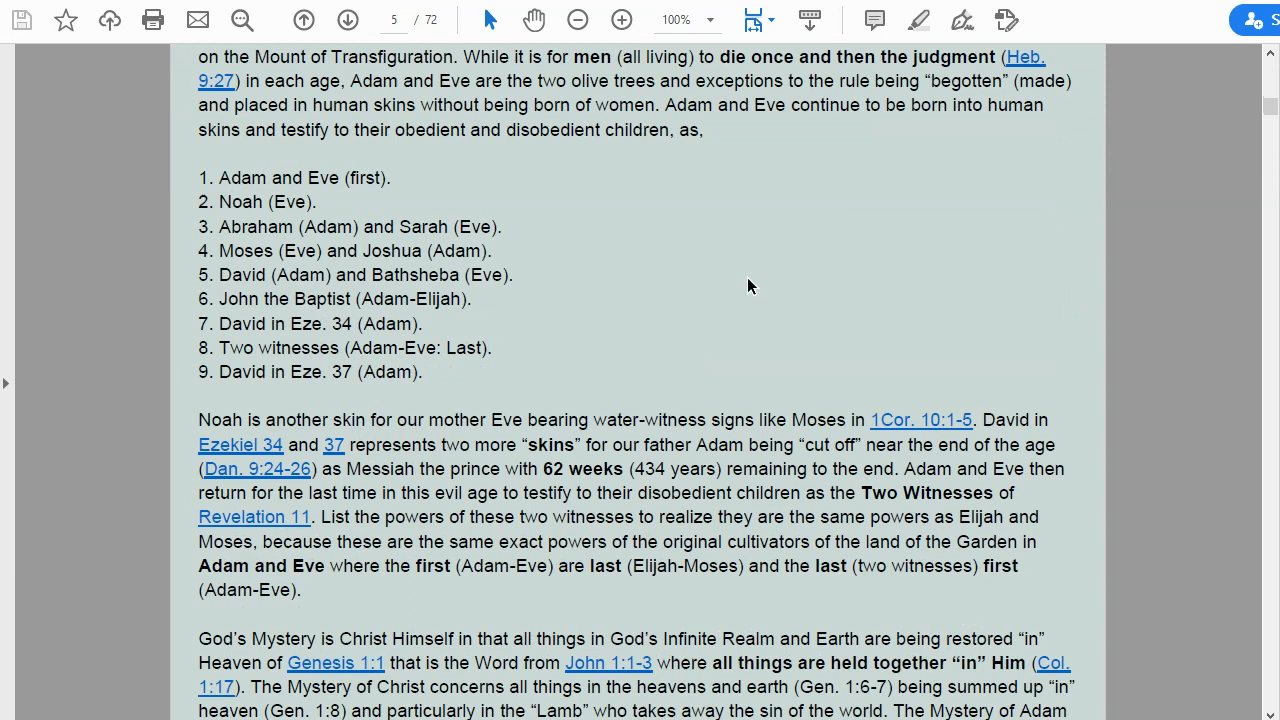 5 / 72
100%
S
on the Mount of Transfiguration. While it is for men (all living) to die once and then the judgment (Heb.
9:27) in each age, Adam and Eve are the two olive trees and exceptions to the rule being “begotten” (made)
and placed in human skins without being born of women. Adam and Eve continue to be born into human
skins and testify to their obedient and disobedient children, as,
1. Adam and Eve (first).
2. Noah (Eve).
3. Abraham (Adam) and Sarah (Eve).
4. Moses (Eve) and Joshua (Adam).
5. David (Adam) and Bathsheba (Eve).
6. John the Baptist (Adam-Elijah).
7. David in Eze. 34 (Adam).
8. Two witnesses (Adam-Eve: Last).
9. David in Eze. 37 (Adam).
Noah is another skin for our mother Eve bearing water-witness signs like Moses in 1Cor. 10:1-5. David in
Ezekiel 34 and 37 represents two more “skins” for our father Adam being “cut off” near the end of the age
(Dan. 9:24-26) as Messiah the prince with 62 weeks (434 years) remaining to the end. Adam and Eve then
return for the last time in this evil age to testify to their disobedient children as the Two Witnesses of
Revelation 11. List the powers of these two witnesses to realize they are the same powers as Elijah and
Moses, because these are the same exact powers of the original cultivators of the land of the Garden in
Adam and Eve where the first (Adam-Eve) are last (Elijah-Moses) and the last (two witnesses) first
(Adam-Eve).
God’s Mystery is Christ Himself in that all things in God’s Infinite Realm and Earth are being restored “in”
Heaven of Genesis 1:1 that is the Word from John 1:1-3 where all things are held together “in” Him (Col.
1:17). The Mystery of Christ concerns all things in the heavens and earth (Gen. 1:6-7) being summed up “in”
heaven (Gen. 1:8) and particularly in the “Lamb” who takes away the sin of the world. The Mystery of Adam